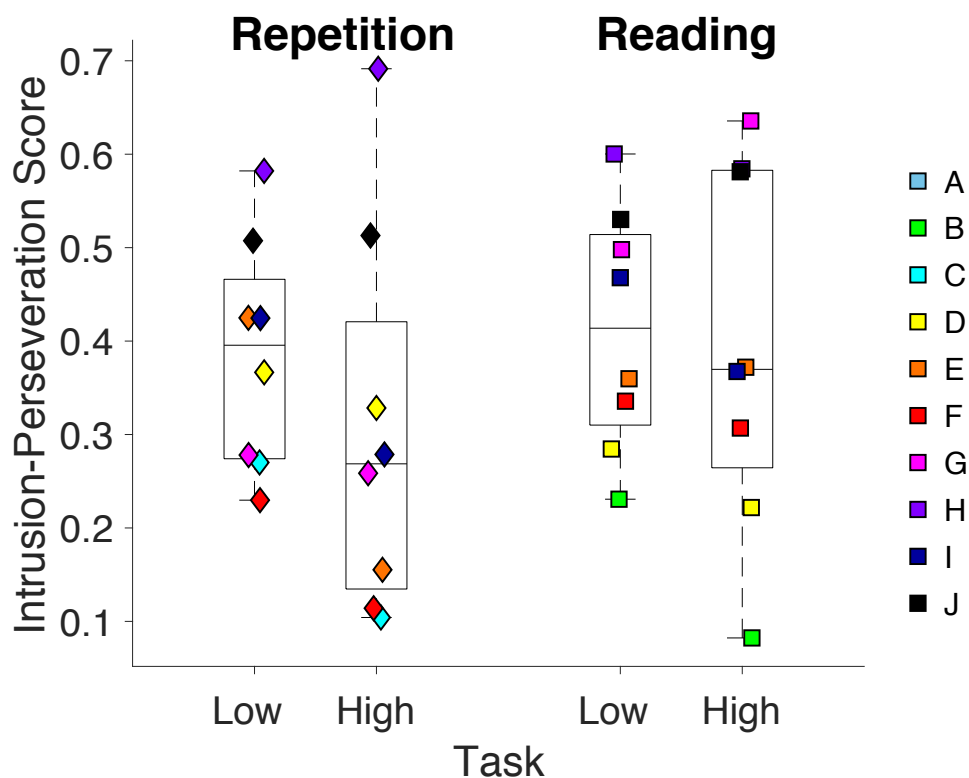 Repetition
Reading
Intrusion-Perseveration Score
0.7
0.6
0.5
0.4
0.3
0.2
0.1
Low
High
Low
High
Task
A
B
C
D
E
F
G
H
I
J